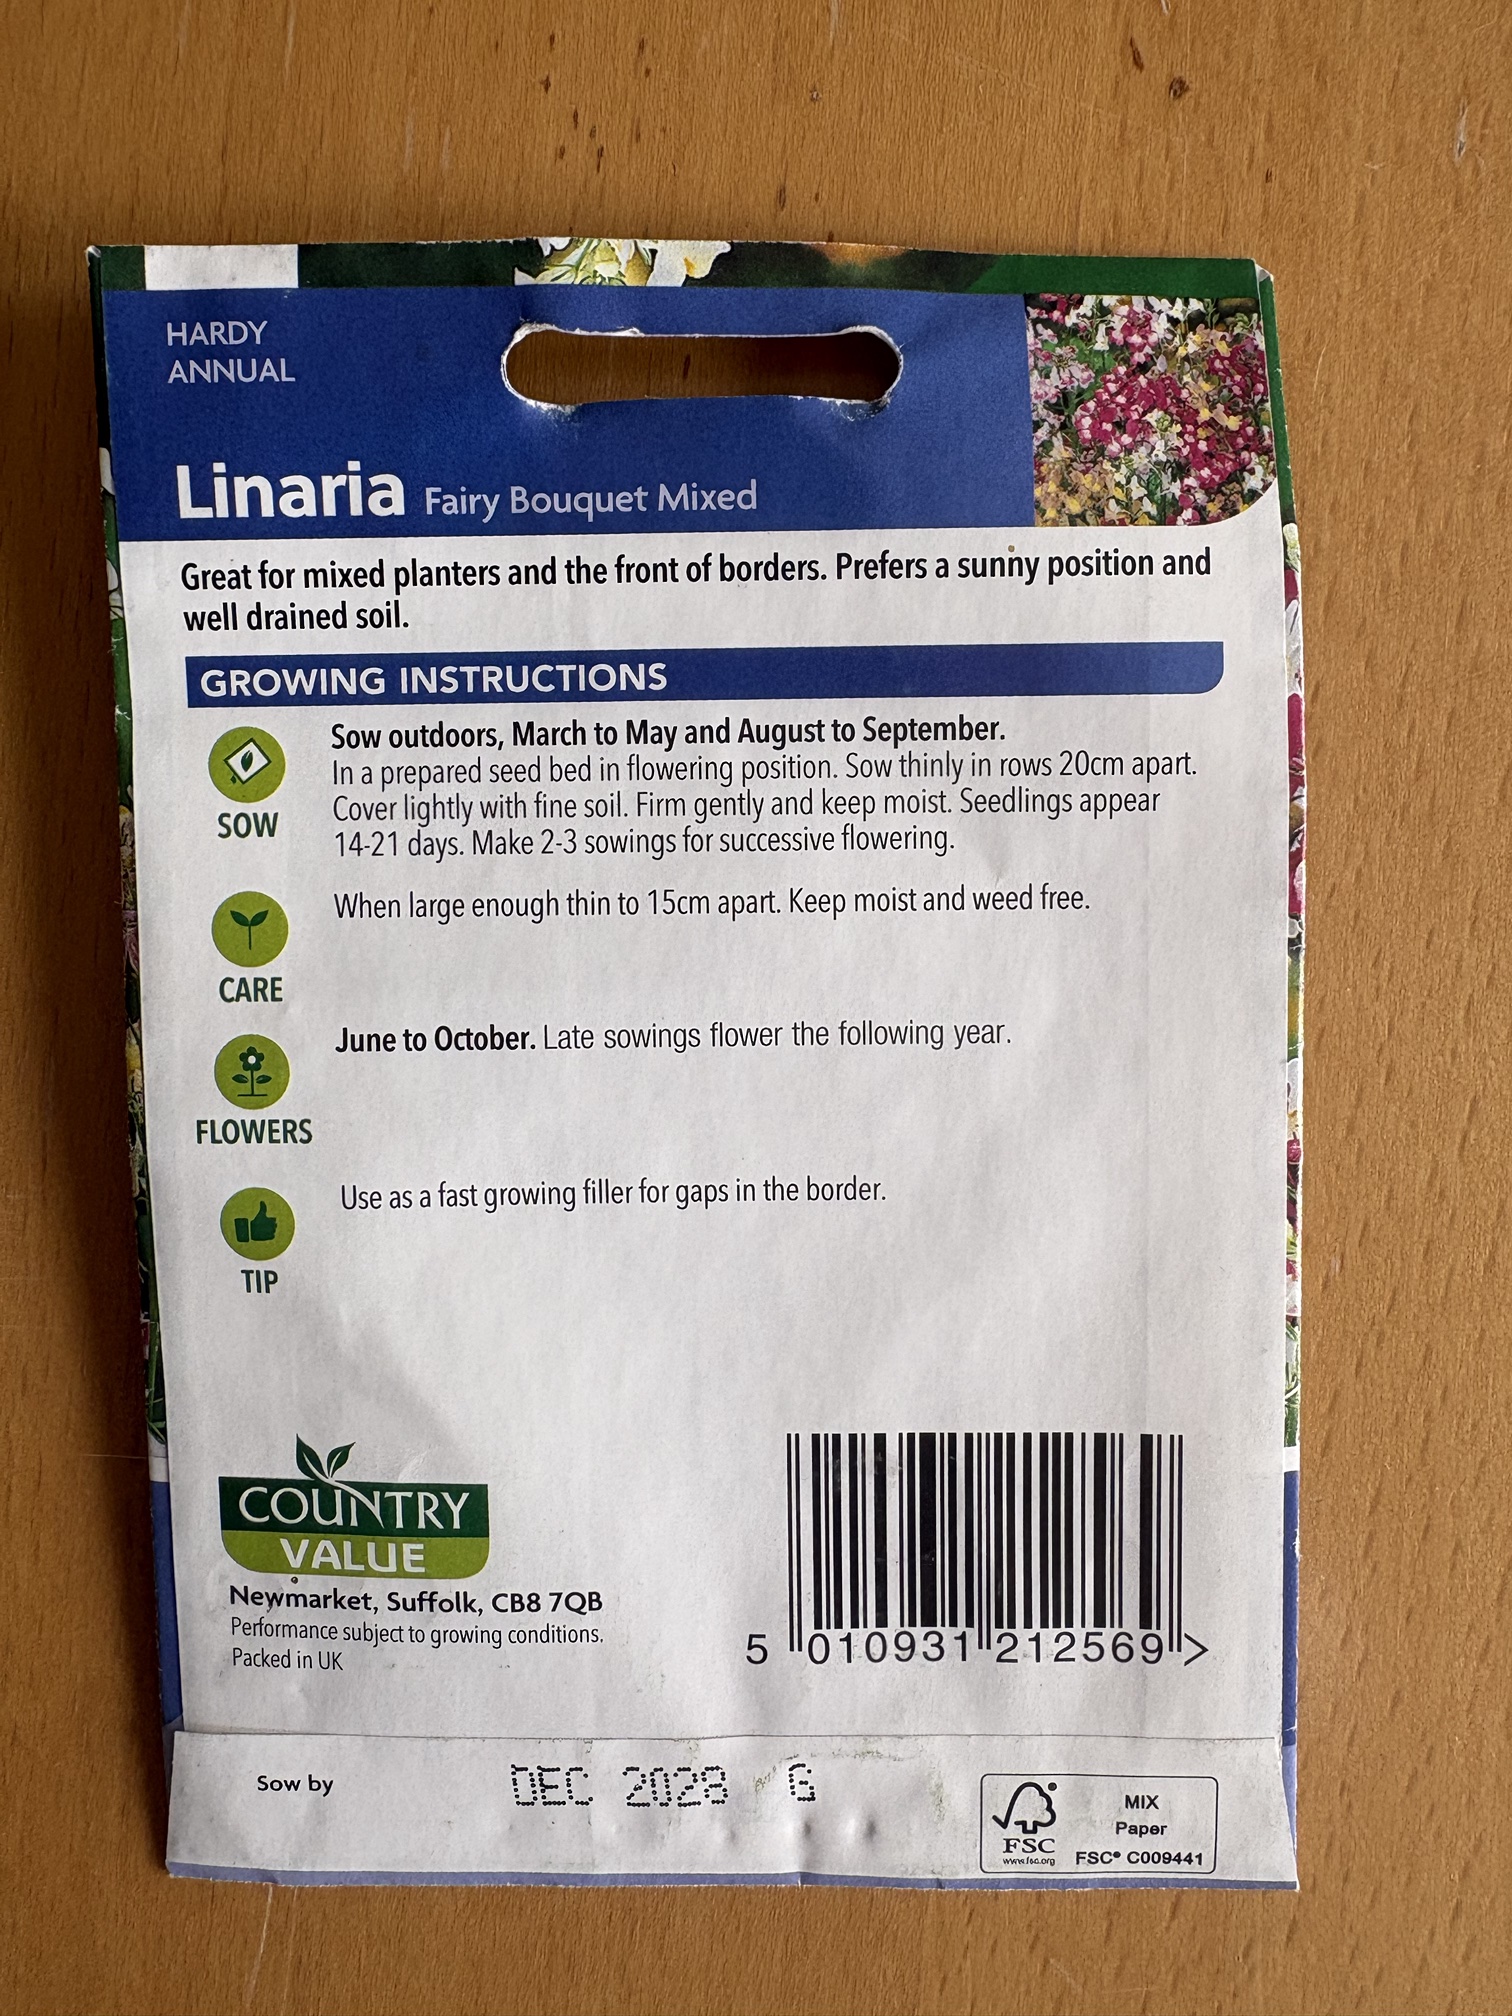 HARDY
ANNUAL
Linaria Fairy Bouquet Mixed
Great for mixed planters and the front of borders. Prefers a sunny position and
well drained soil.
GROWING INSTRUCTIONS
SOW
Sow outdoors, March to May and August to September.
In a prepared seed bed in flowering position. Sow thinly in rows 20cm apart.
Cover lightly with fine soil. Firm gently and keep moist. Seedlings appear
14-21 days. Make 2-3 sowings for successive flowering.
CARE
When large enough thin to 15cm apart. Keep moist and weed free.
FLOWERS
June to October. Late sowings flower the following year.
TIP
Use as a fast growing filler for gaps in the border.
COUNTRY
VALUE
Newmarket, Suffolk, CB8 7QB
Performance subject to growing conditions.
Packed in UK
5 010931 212569 >
Sow by DEC 2028 G
FSC
www.fsc.org
MIX
Paper
FSC® C009441